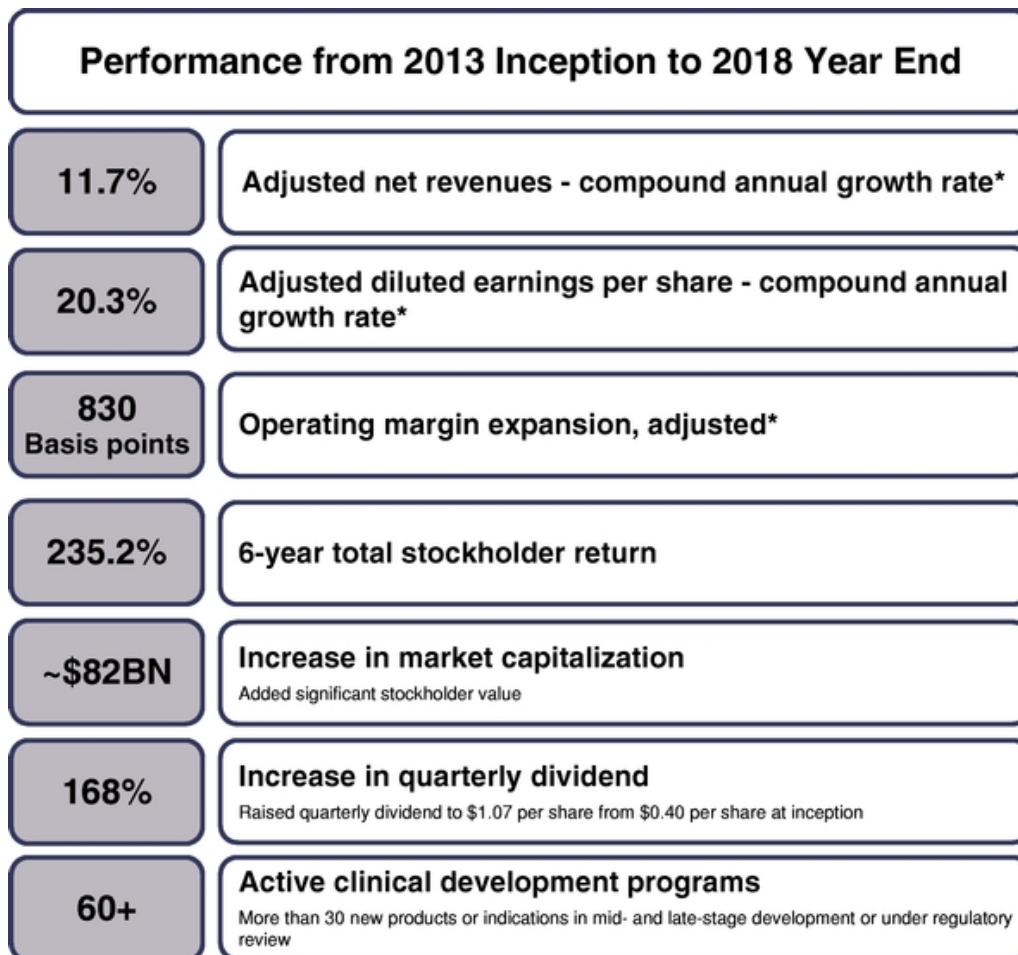 Performance from 2013 Inception to 2018 Year End
11.7%
Adjusted net revenues - compound annual growth rate*
20.3%
Adjusted diluted earnings per share - compound annual
growth rate*
830
Basis points
Operating margin expansion, adjusted*
235.2%
6-year total stockholder return
~$82BN
Increase in market capitalization
Added significant stockholder value
168%
Increase in quarterly dividend
Raised quarterly dividend to $1.07 per share from $0.40 per share at inception
60+
Active clinical development programs
More than 30 new products or indications in mid- and late-stage development or under regulatory
review